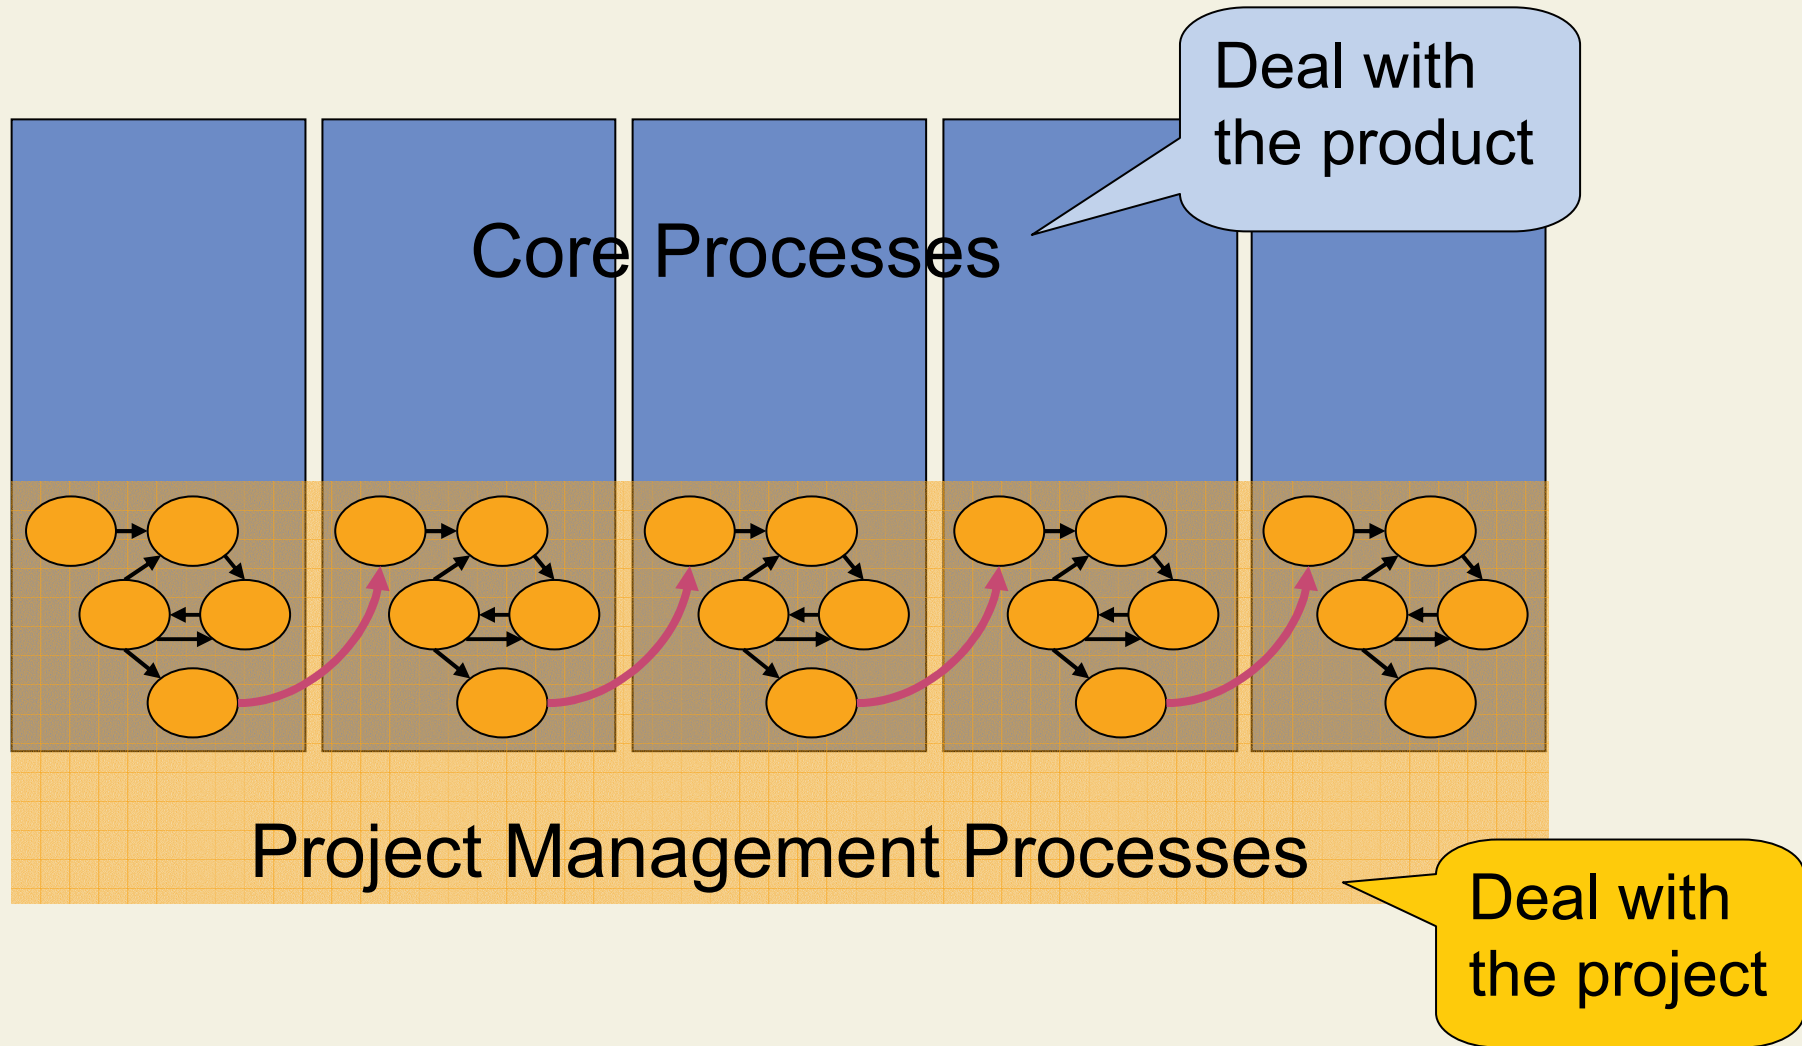 Deal with
the product
Core Processes
Project Management Processes
Deal with
the project